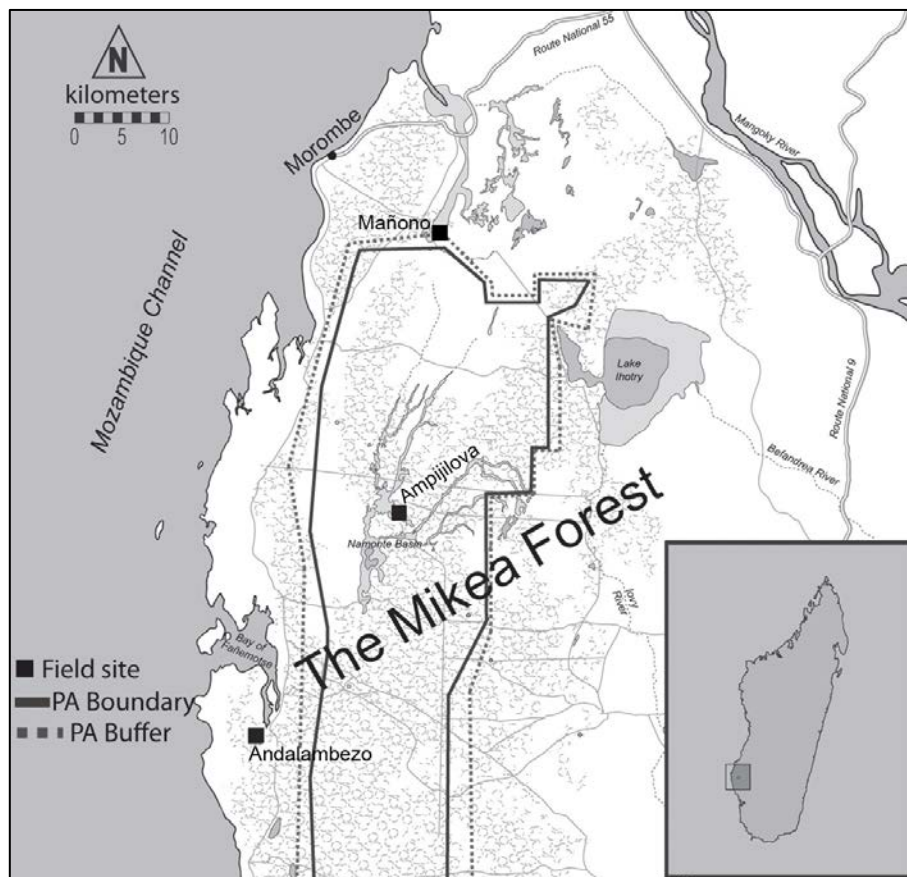 N
kilometers
0 5 10
Route National 55
Mangoky River
Morombe
Mañono
Mozambique Channel
Lake
Ihotry
Route National 9
Befandrea River
Ampijilova
Namonte Basin
The Mikea Forest
Jovy
River
Bay of
Fañemotse
Field site
PA Boundary
PA Buffer
Andalambezo